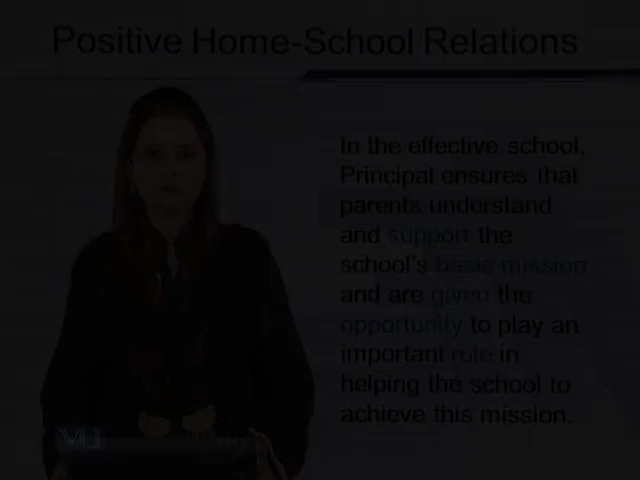 Positive Home-School Relations
In the effective school,
Principal ensures that
parents understand
and support the
school's basic mission
and are given the
opportunity to play an
important role in
helping the school to
achieve this mission.
VU